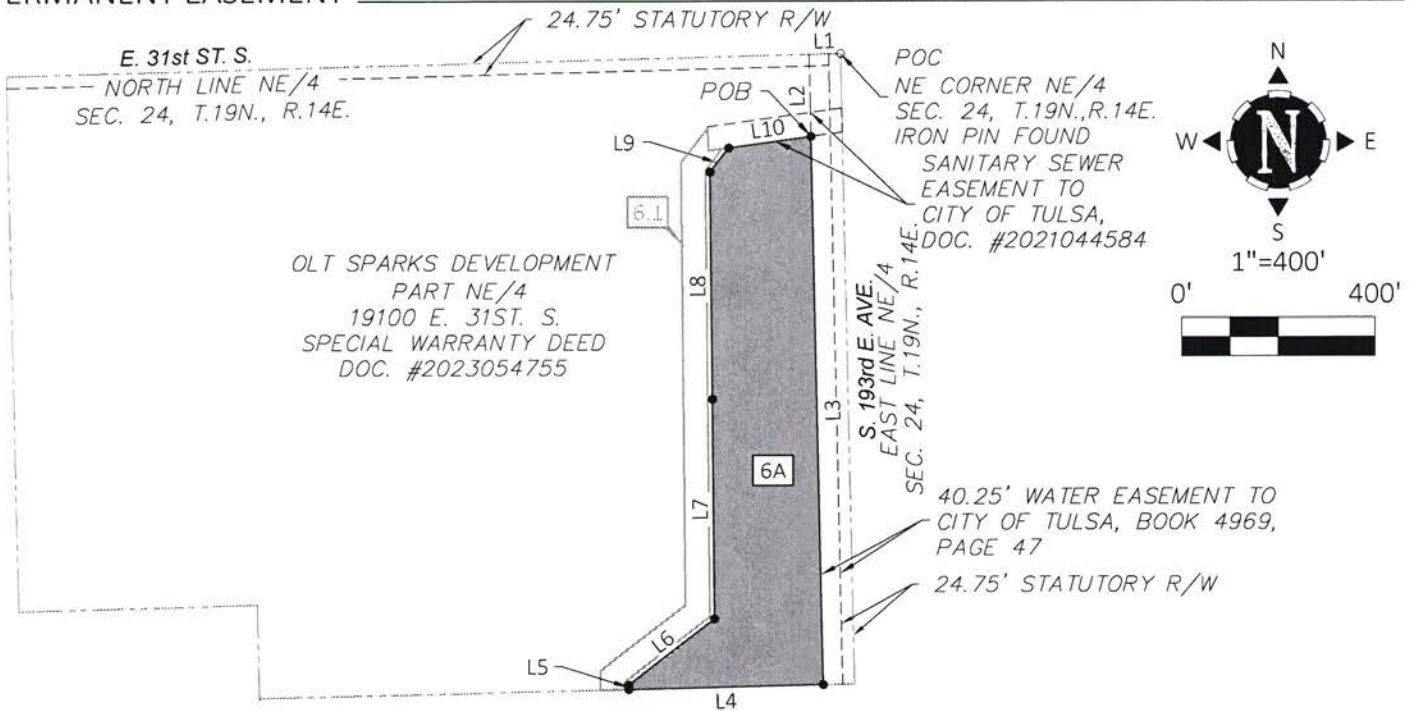 ERMANENT EASEMENT
24.75' STATUTORY R/W
E. 31st ST. S.
NORTH LINE NE/4
SEC. 24, T.19N., R.14E.
L1
POC
NE CORNER NE/4
SEC. 24, T.19N.,R.14E.
IRON PIN FOUND
POB
L2
L10
L9
SANITARY SEWER
EASEMENT TO
CITY OF TULSA,
DOC. #2021044584
N
W
N
E
S
1"=400'
0'
400'
6.1
OLT SPARKS DEVELOPMENT
PART NE/4
19100 E. 31ST. S.
SPECIAL WARRANTY DEED
DOC. #2023054755
L8
L3
S. 193rd E. AVE.
EAST LINE NE/4
SEC. 24, T.19N., R.14E.
6A
L7
40.25' WATER EASEMENT TO
CITY OF TULSA, BOOK 4969,
PAGE 47
24.75' STATUTORY R/W
L6
L5
L4